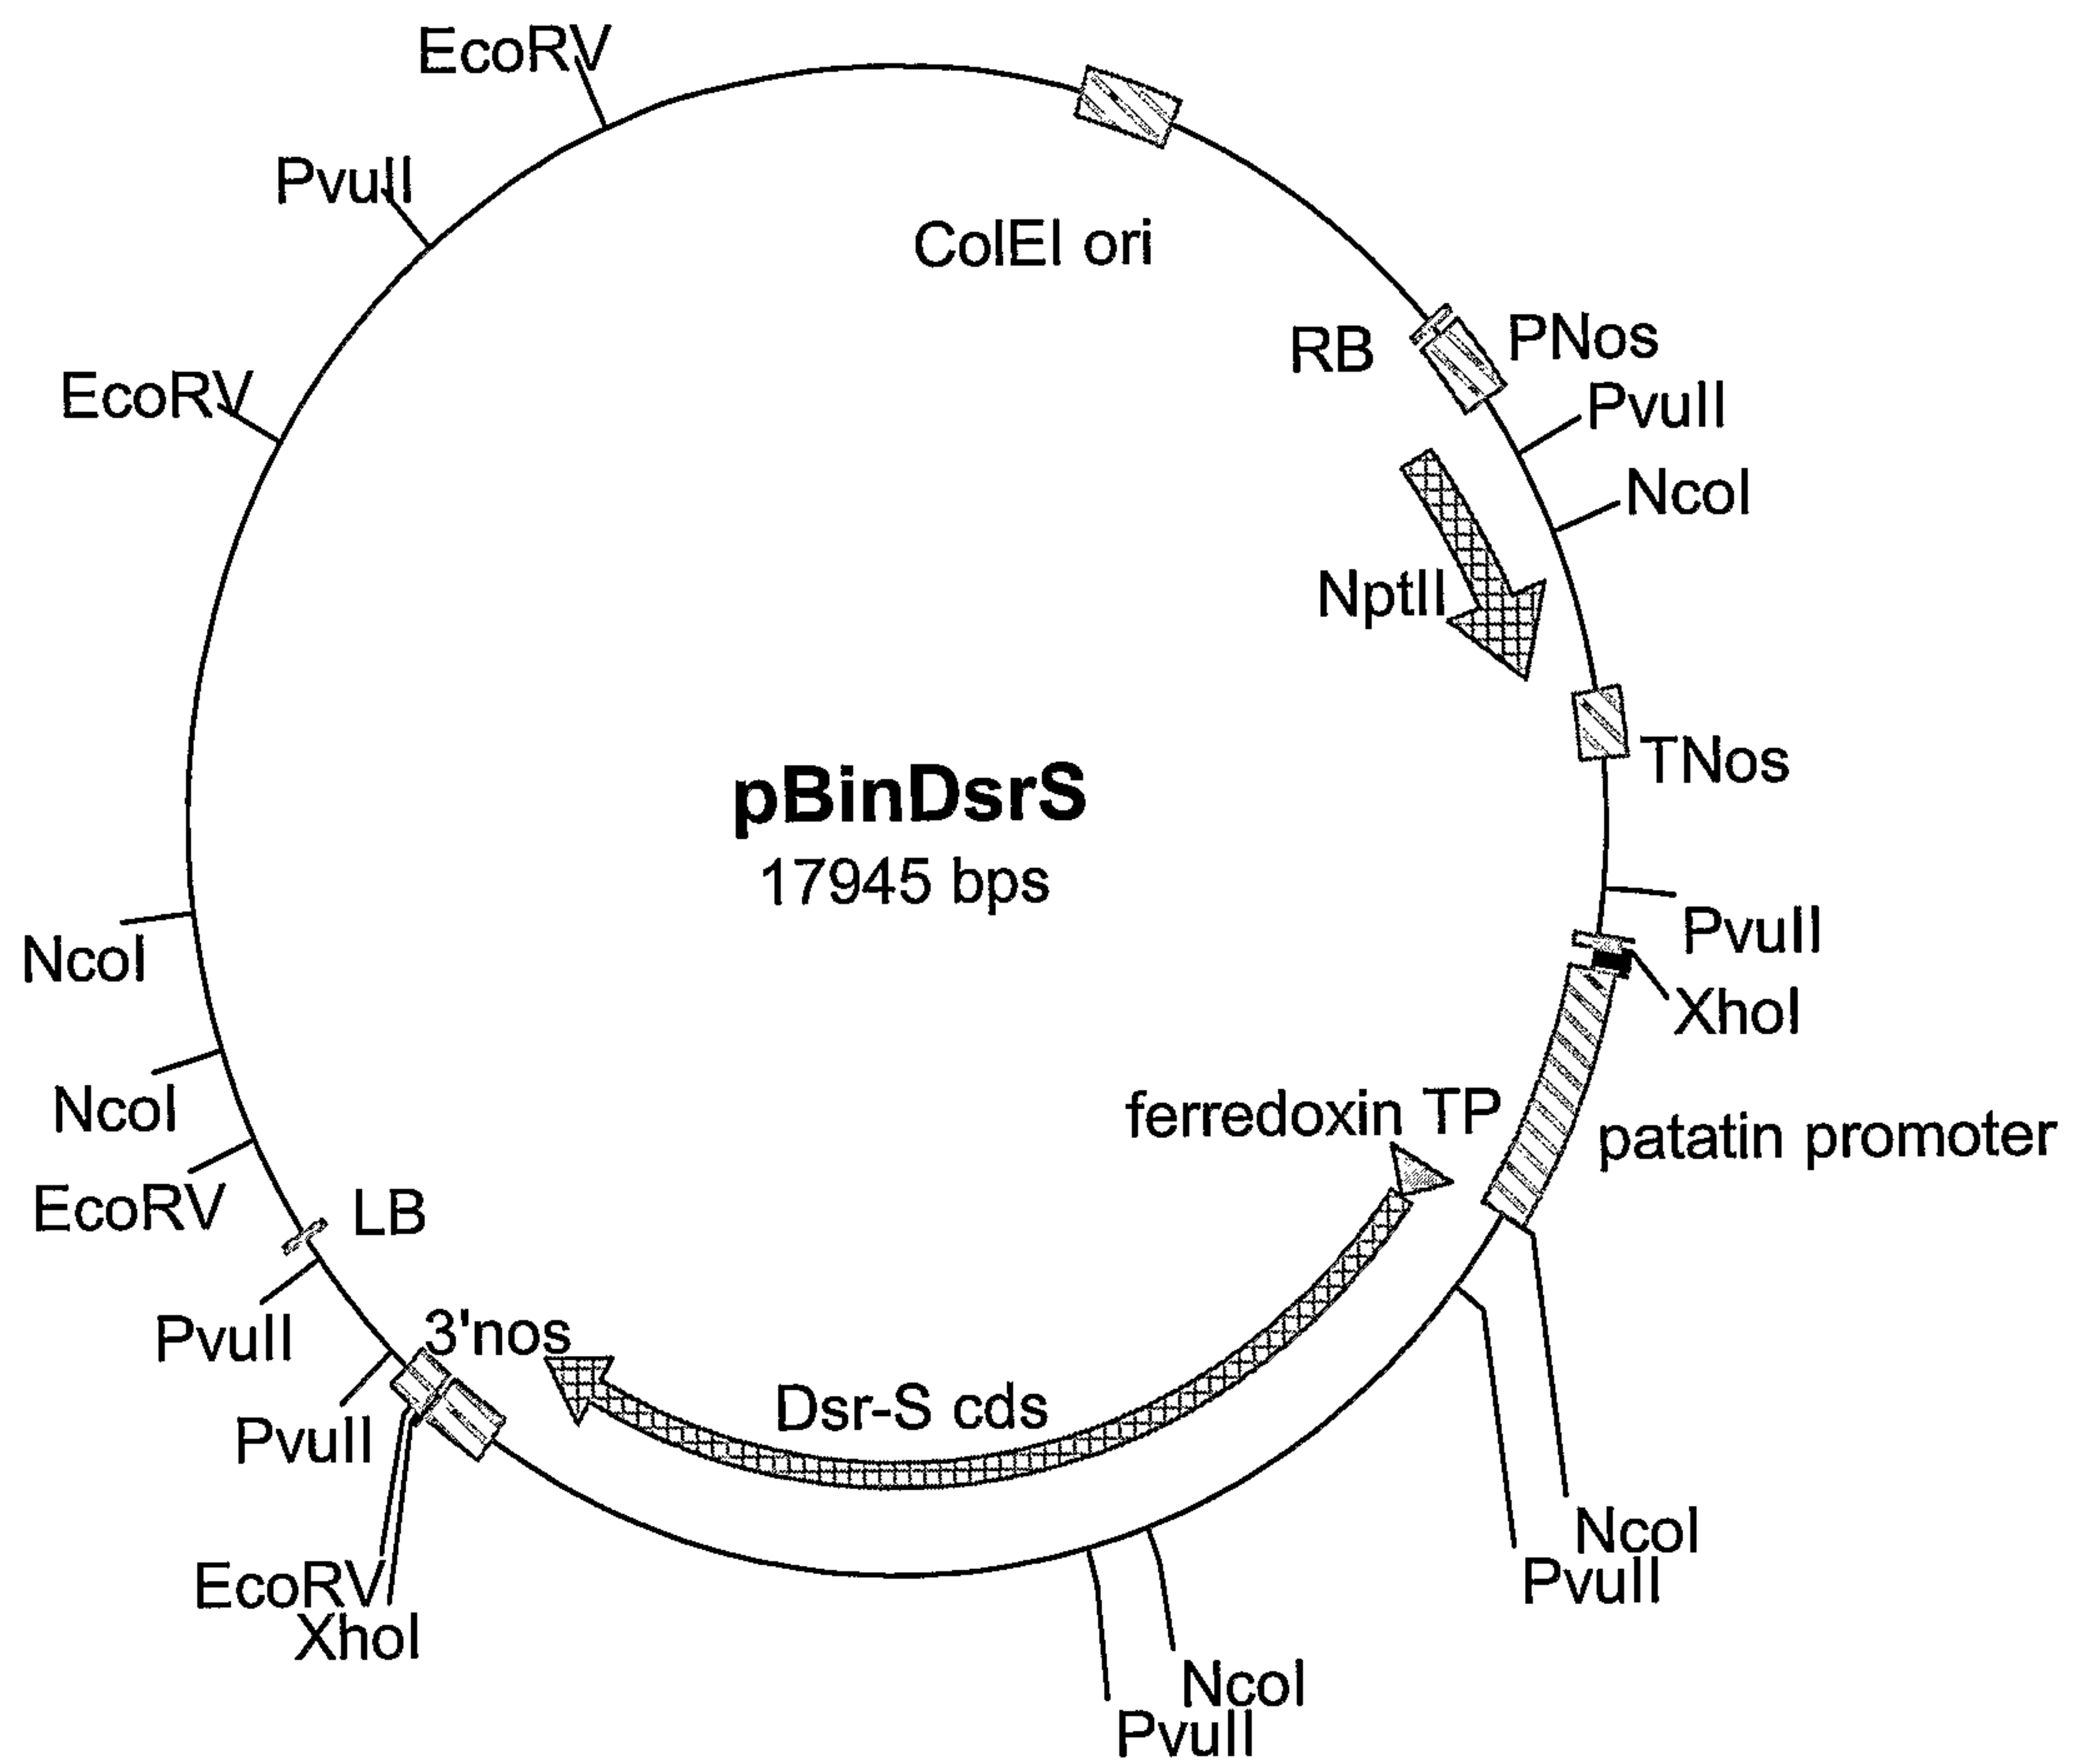 EcoRV
PvuII
ColEI ori
RB
PNos
EcoRV
PvuII
NcoI
NptII
TNos
pBinDsrS
17945 bps
PvuII
NcoI
XhoI
NcoI
ferredoxin TP
patatin promoter
EcoRV
LB
PvuII
3'nos
Dsr-S cds
PvuII
NcoI
EcoRV
PvuII
XhoI
NcoI
PvuII